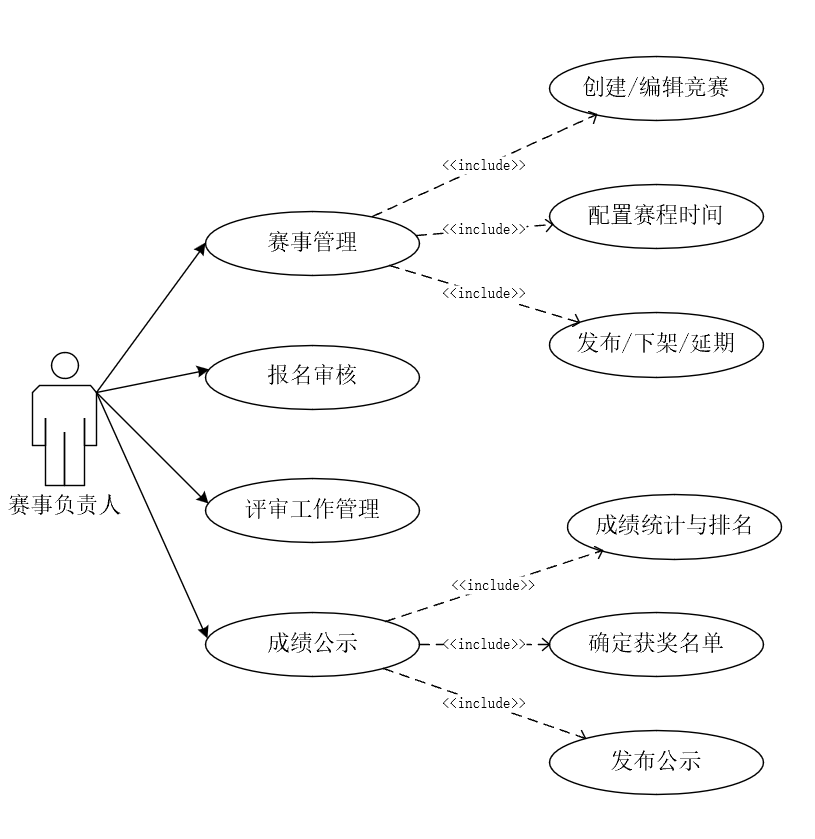 创建/编辑竞赛
<<include>>
配置赛程时间
<<include>>
赛事管理
<<include>>
发布/下架/延期
报名审核
赛事负责人
评审工作管理
成绩统计与排名
<<include>>
成绩公示
<<include>>
确定获奖名单
<<include>>
发布公示